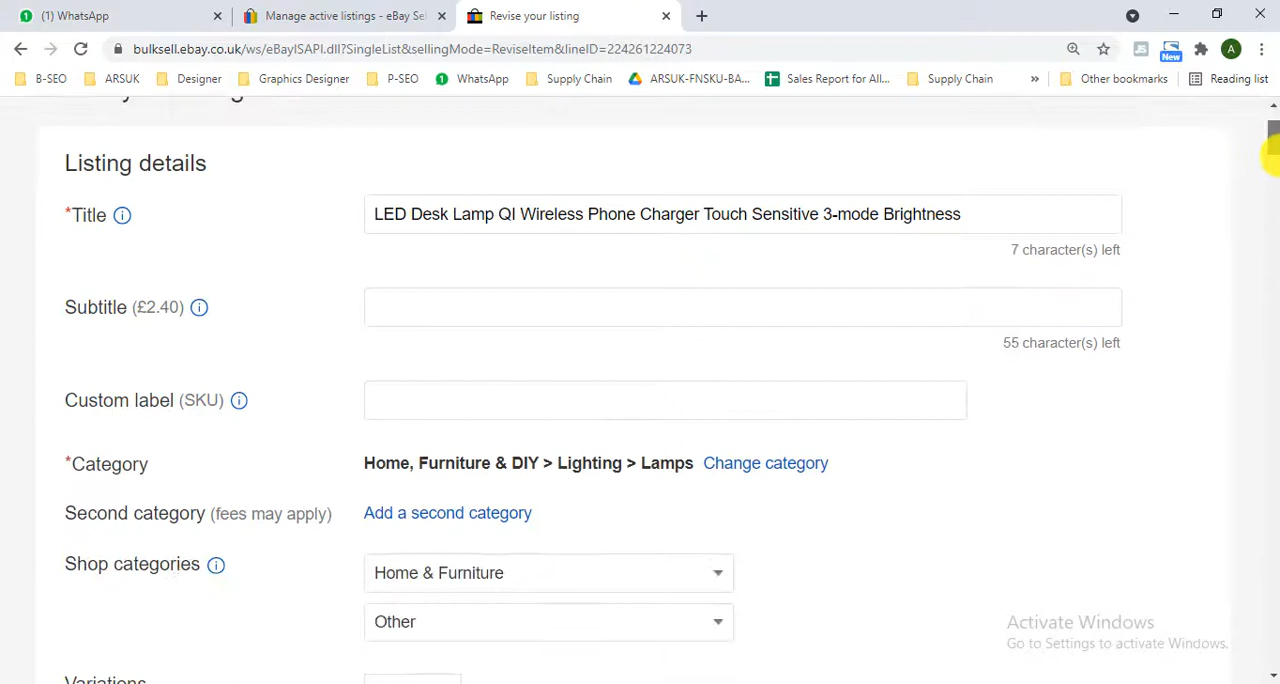 (1) WhatsApp
Manage active listings - eBay Sel
Revise your listing
bulksell.ebay.co.uk/ws/eBayISAPI.dll?SingleList&sellingMode=ReviseItem&lineID=224261224073
JS
New
A
B-SEO
ARSUK
Designer
Graphics Designer
P-SEO
WhatsApp
Supply Chain
ARSUK-FNSKU-BA...
Sales Report for All...
Supply Chain
»
Other bookmarks
Reading list
Listing details
*Title
LED Desk Lamp QI Wireless Phone Charger Touch Sensitive 3-mode Brightness
7 character(s) left
Subtitle (£2.40)
55 character(s) left
Custom label (SKU)
*Category
Home, Furniture & DIY > Lighting > Lamps Change category
Second category (fees may apply)
Add a second category
Shop categories
Home & Furniture
Other
Activate Windows
Go to Settings to activate Windows.
Variations